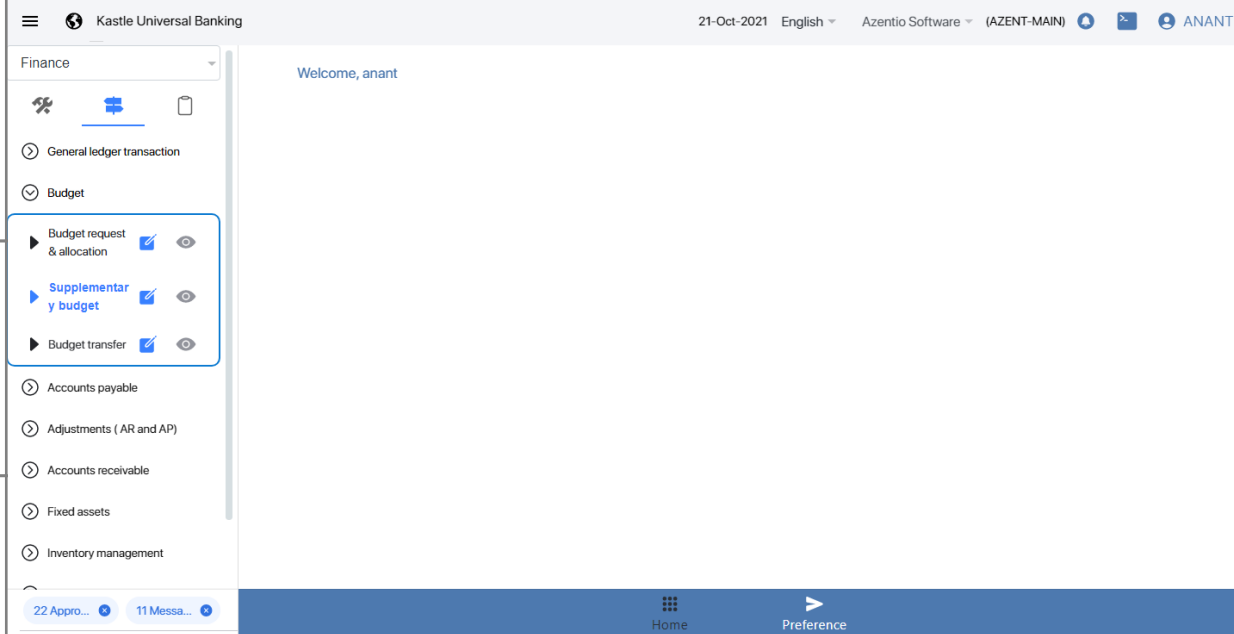 Kastle Universal Banking
21-Oct-2021 English Azentio Software (AZENT-MAIN) ANANT
Finance
Welcome, anant
General ledger transaction
Budget
Budget request
& allocation
Supplementar
y budget
Budget transfer
Accounts payable
Adjustments ( AR and AP)
Accounts receivable
Fixed assets
Inventory management
22 Appro... 11 Messa...
Home
Preference